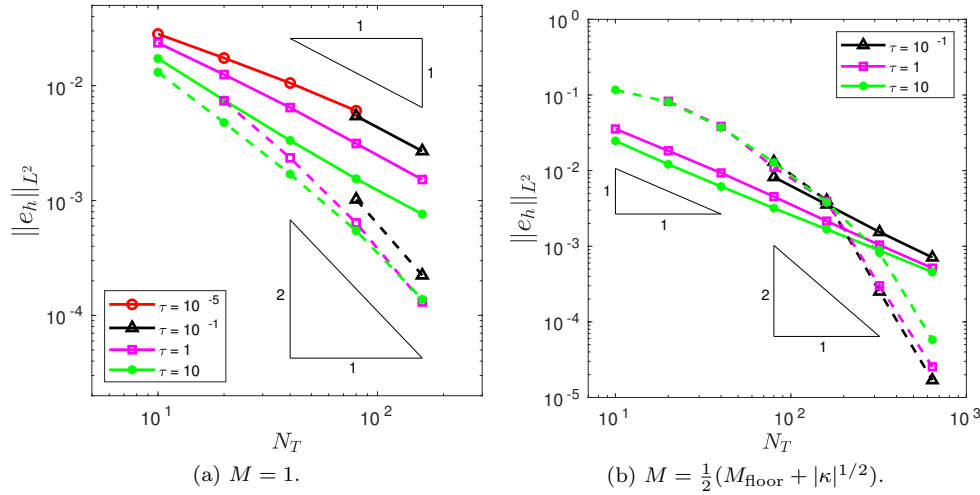 10^{-2}
10^{-3}
10^{-4}
||e_h||_{L^2}
1
1
2
1
τ = 10^{-5}
τ = 10^{-1}
τ = 1
τ = 10
10^1
10^2
N_T
(a) M = 1.
10^0
10^{-1}
10^{-2}
10^{-3}
10^{-4}
10^{-5}
||e_h||_{L^2}
τ = 10^{-1}
τ = 1
τ = 10
1
1
2
1
10^1
10^2
10^3
N_T
(b) M = \frac{1}{2}(M_{floor} + |κ|^{1/2}).